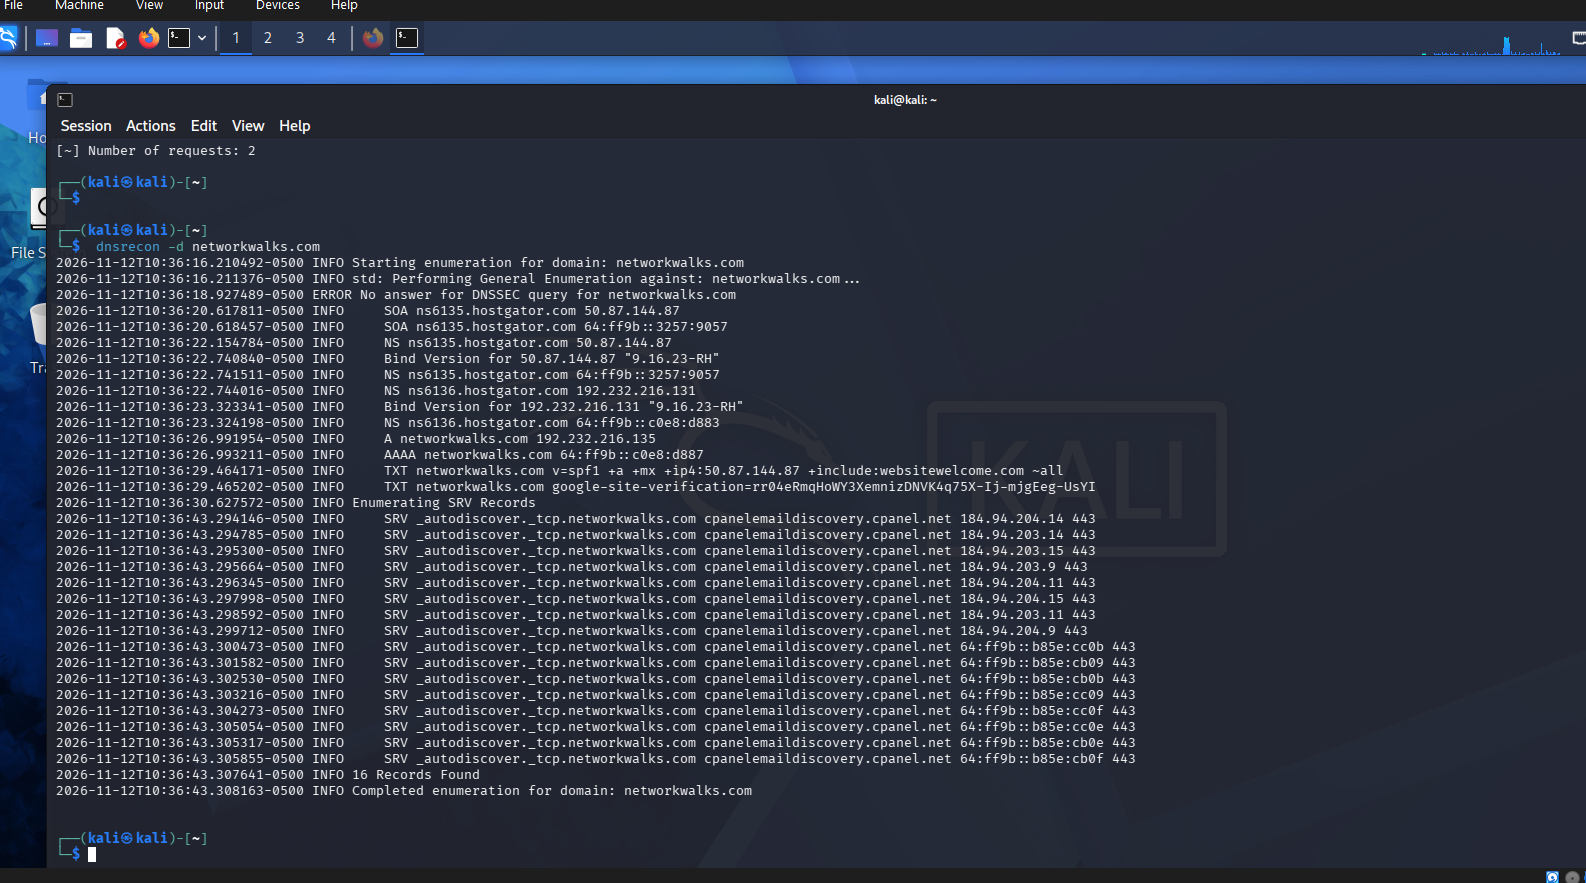 File Machine View Input Devices Help
1 2 3 4
kali@kali: ~
Session Actions Edit View Help
Ho
File S
Tra
[~] Number of requests: 2
┌──(kali㉿kali)-[~]
└─$
┌──(kali㉿kali)-[~]
└─$ dnsrecon -d networkwalks.com
2026-11-12T10:36:16.210492-0500 INFO Starting enumeration for domain: networkwalks.com
2026-11-12T10:36:16.211376-0500 INFO std: Performing General Enumeration against: networkwalks.com...
2026-11-12T10:36:18.927489-0500 ERROR No answer for DNSSEC query for networkwalks.com
2026-11-12T10:36:20.617811-0500 INFO SOA ns6135.hostgator.com 50.87.144.87
2026-11-12T10:36:20.618457-0500 INFO SOA ns6135.hostgator.com 64:ff9b::3257:9057
2026-11-12T10:36:22.154784-0500 INFO NS ns6135.hostgator.com 50.87.144.87
2026-11-12T10:36:22.740840-0500 INFO Bind Version for 50.87.144.87 "9.16.23-RH"
2026-11-12T10:36:22.741511-0500 INFO NS ns6135.hostgator.com 64:ff9b::3257:9057
2026-11-12T10:36:22.744016-0500 INFO NS ns6136.hostgator.com 192.232.216.131
2026-11-12T10:36:23.323341-0500 INFO Bind Version for 192.232.216.131 "9.16.23-RH"
2026-11-12T10:36:23.324198-0500 INFO NS ns6136.hostgator.com 64:ff9b::c0e8:d883
2026-11-12T10:36:26.991954-0500 INFO A networkwalks.com 192.232.216.135
2026-11-12T10:36:26.993211-0500 INFO AAAA networkwalks.com 64:ff9b::c0e8:d887
2026-11-12T10:36:29.464171-0500 INFO TXT networkwalks.com v=spf1 +a +mx +ip4:50.87.144.87 +include:websitewelcome.com ~all
2026-11-12T10:36:29.465202-0500 INFO TXT networkwalks.com google-site-verification=rr04eRmqHoWY3XemnizDNVK4q75X-Ij-mjgEeg-UsYI
2026-11-12T10:36:30.627572-0500 INFO Enumerating SRV Records
2026-11-12T10:36:43.294146-0500 INFO SRV _autodiscover._tcp.networkwalks.com cpanelemaildiscovery.cpanel.net 184.94.204.14 443
2026-11-12T10:36:43.294785-0500 INFO SRV _autodiscover._tcp.networkwalks.com cpanelemaildiscovery.cpanel.net 184.94.203.14 443
2026-11-12T10:36:43.295300-0500 INFO SRV _autodiscover._tcp.networkwalks.com cpanelemaildiscovery.cpanel.net 184.94.203.15 443
2026-11-12T10:36:43.295664-0500 INFO SRV _autodiscover._tcp.networkwalks.com cpanelemaildiscovery.cpanel.net 184.94.203.9 443
2026-11-12T10:36:43.296345-0500 INFO SRV _autodiscover._tcp.networkwalks.com cpanelemaildiscovery.cpanel.net 184.94.204.11 443
2026-11-12T10:36:43.297998-0500 INFO SRV _autodiscover._tcp.networkwalks.com cpanelemaildiscovery.cpanel.net 184.94.204.15 443
2026-11-12T10:36:43.298592-0500 INFO SRV _autodiscover._tcp.networkwalks.com cpanelemaildiscovery.cpanel.net 184.94.203.11 443
2026-11-12T10:36:43.299712-0500 INFO SRV _autodiscover._tcp.networkwalks.com cpanelemaildiscovery.cpanel.net 184.94.204.9 443
2026-11-12T10:36:43.300473-0500 INFO SRV _autodiscover._tcp.networkwalks.com cpanelemaildiscovery.cpanel.net 64:ff9b::b85e:cc0b 443
2026-11-12T10:36:43.301582-0500 INFO SRV _autodiscover._tcp.networkwalks.com cpanelemaildiscovery.cpanel.net 64:ff9b::b85e:cb09 443
2026-11-12T10:36:43.302530-0500 INFO SRV _autodiscover._tcp.networkwalks.com cpanelemaildiscovery.cpanel.net 64:ff9b::b85e:cb0b 443
2026-11-12T10:36:43.303216-0500 INFO SRV _autodiscover._tcp.networkwalks.com cpanelemaildiscovery.cpanel.net 64:ff9b::b85e:cc09 443
2026-11-12T10:36:43.304273-0500 INFO SRV _autodiscover._tcp.networkwalks.com cpanelemaildiscovery.cpanel.net 64:ff9b::b85e:cc0f 443
2026-11-12T10:36:43.305054-0500 INFO SRV _autodiscover._tcp.networkwalks.com cpanelemaildiscovery.cpanel.net 64:ff9b::b85e:cc0e 443
2026-11-12T10:36:43.305317-0500 INFO SRV _autodiscover._tcp.networkwalks.com cpanelemaildiscovery.cpanel.net 64:ff9b::b85e:cb0e 443
2026-11-12T10:36:43.305855-0500 INFO SRV _autodiscover._tcp.networkwalks.com cpanelemaildiscovery.cpanel.net 64:ff9b::b85e:cb0f 443
2026-11-12T10:36:43.307641-0500 INFO 16 Records Found
2026-11-12T10:36:43.308163-0500 INFO Completed enumeration for domain: networkwalks.com
┌──(kali㉿kali)-[~]
└─$
KALI